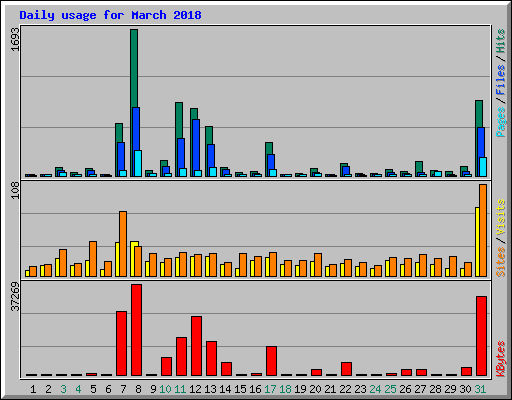 Daily usage for March 2018
1693
Pages / Files / Hits
108
Sites / Visits
37269
KBytes
1 2 3 4 5 6 7 8 9 10 11 12 13 14 15 16 17 18 19 20 21 22 23 24 25 26 27 28 29 30 31